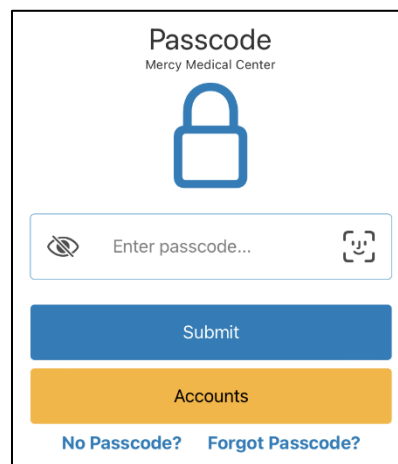 Passcode
Mercy Medical Center
Enter passcode...
Submit
Accounts
No Passcode? Forgot Passcode?